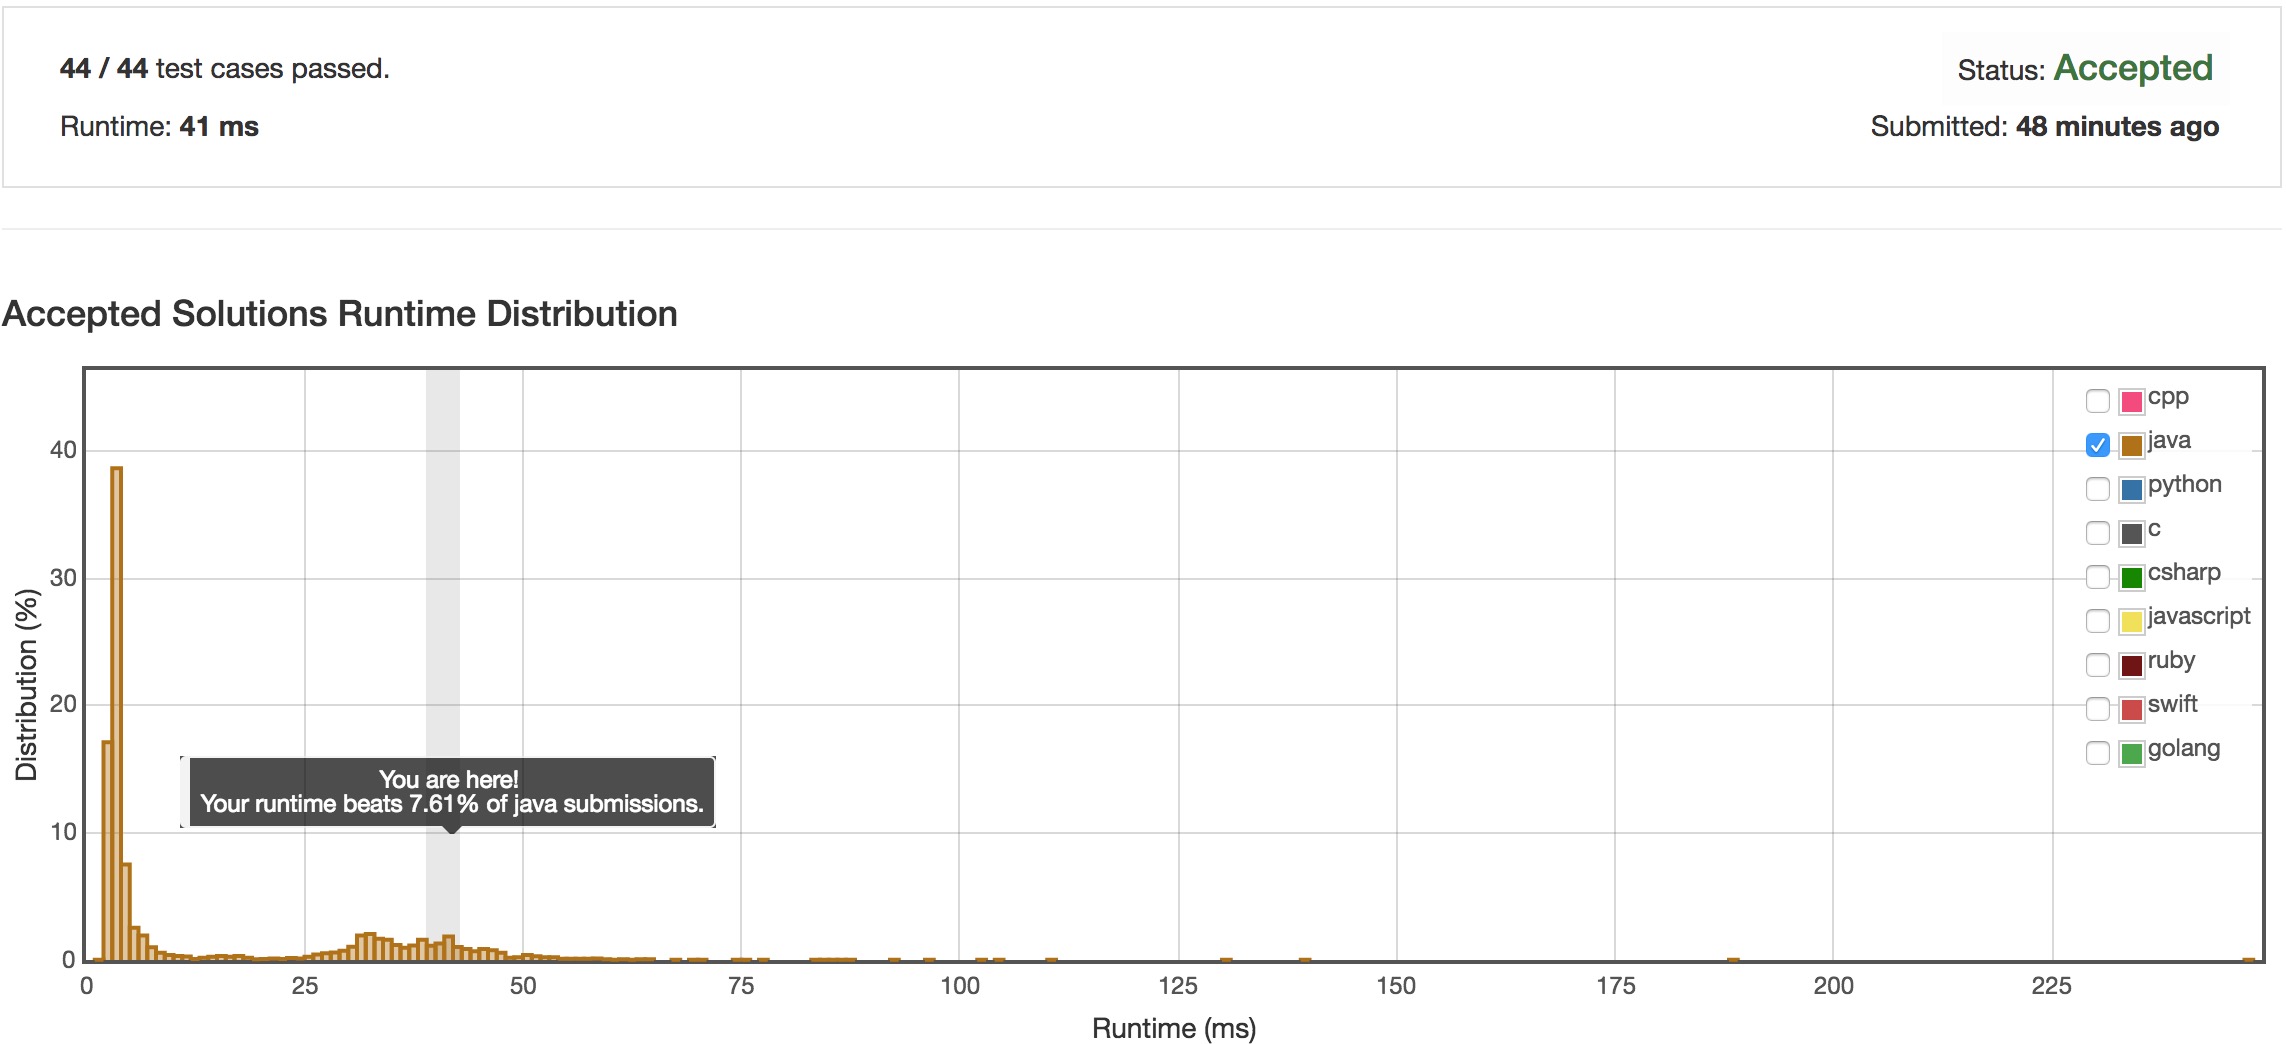 44 / 44 test cases passed.
Status: Accepted
Runtime: 41 ms
Submitted: 48 minutes ago
Accepted Solutions Runtime Distribution
cpp
java
python
c
csharp
javascript
ruby
swift
golang
You are here!
Your runtime beats 7.61% of java submissions.
Distribution (%)
40
30
20
10
0
0 25 50 75 100 125 150 175 200 225
Runtime (ms)